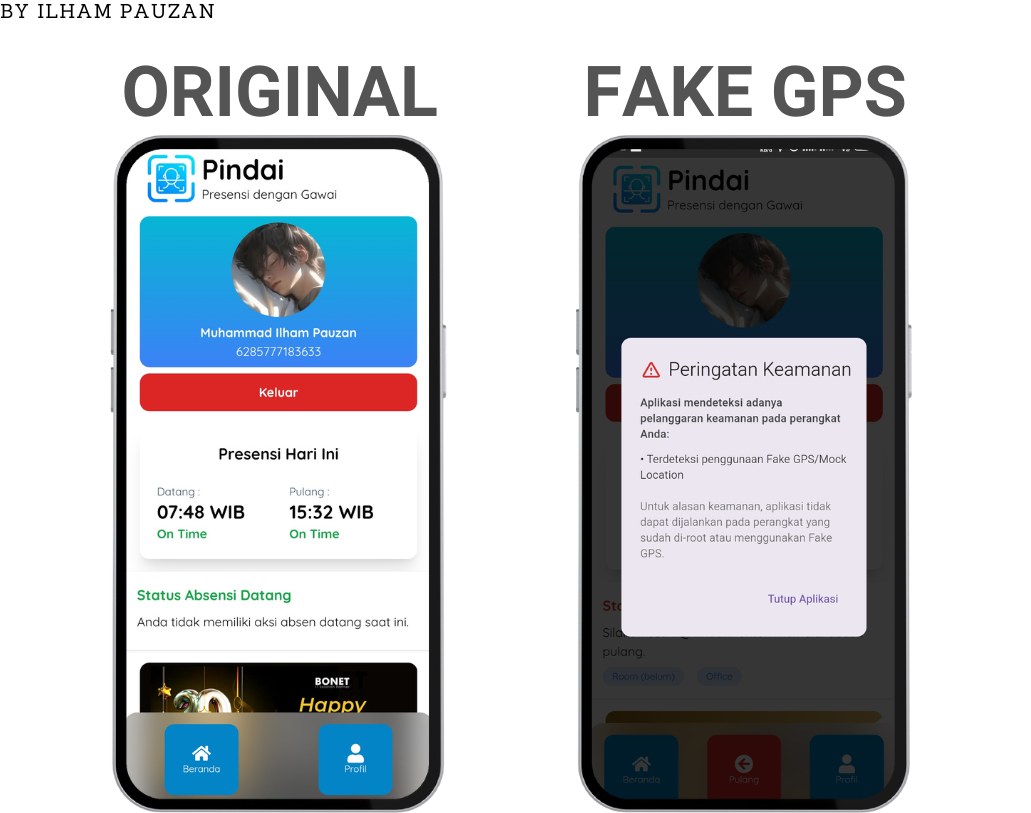 BY ILHAM PAUZAN
ORIGINAL
Pindai
Presensi dengan Gawai
Muhammad Ilham Pauzan
6285777183633
Keluar
Presensi Hari Ini
Datang :
07:48 WIB
On Time
Pulang :
15:32 WIB
On Time
Status Absensi Datang
Anda tidak memiliki aksi absen datang saat ini.
BONET
20
Happy
Beranda
Profil
FAKE GPS
Pindai
Presensi dengan Gawai
Peringatan Keamanan
Aplikasi mendeteksi adanya
pelanggaran keamanan pada perangkat
Anda:
• Terdeteksi penggunaan Fake GPS/Mock
Location
Untuk alasan keamanan, aplikasi tidak
dapat dijalankan pada perangkat yang
sudah di-root atau menggunakan Fake
GPS.
Tutup Aplikasi
pulang.
Room (belum)
Office
Beranda
Pulang
Profil